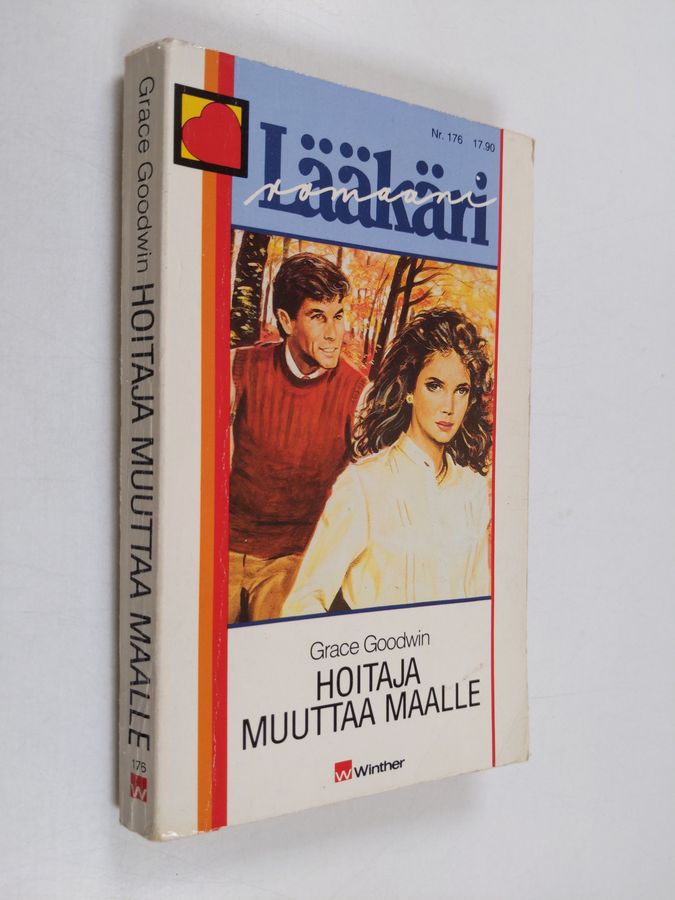 Grace Goodwin HOITAJA MUUTTAA MAALLE
176
W
Nr. 176 17.90
Lääkäri
romaani
Grace Goodwin
HOITAJA
MUUTTAA MAALLE
W Winther